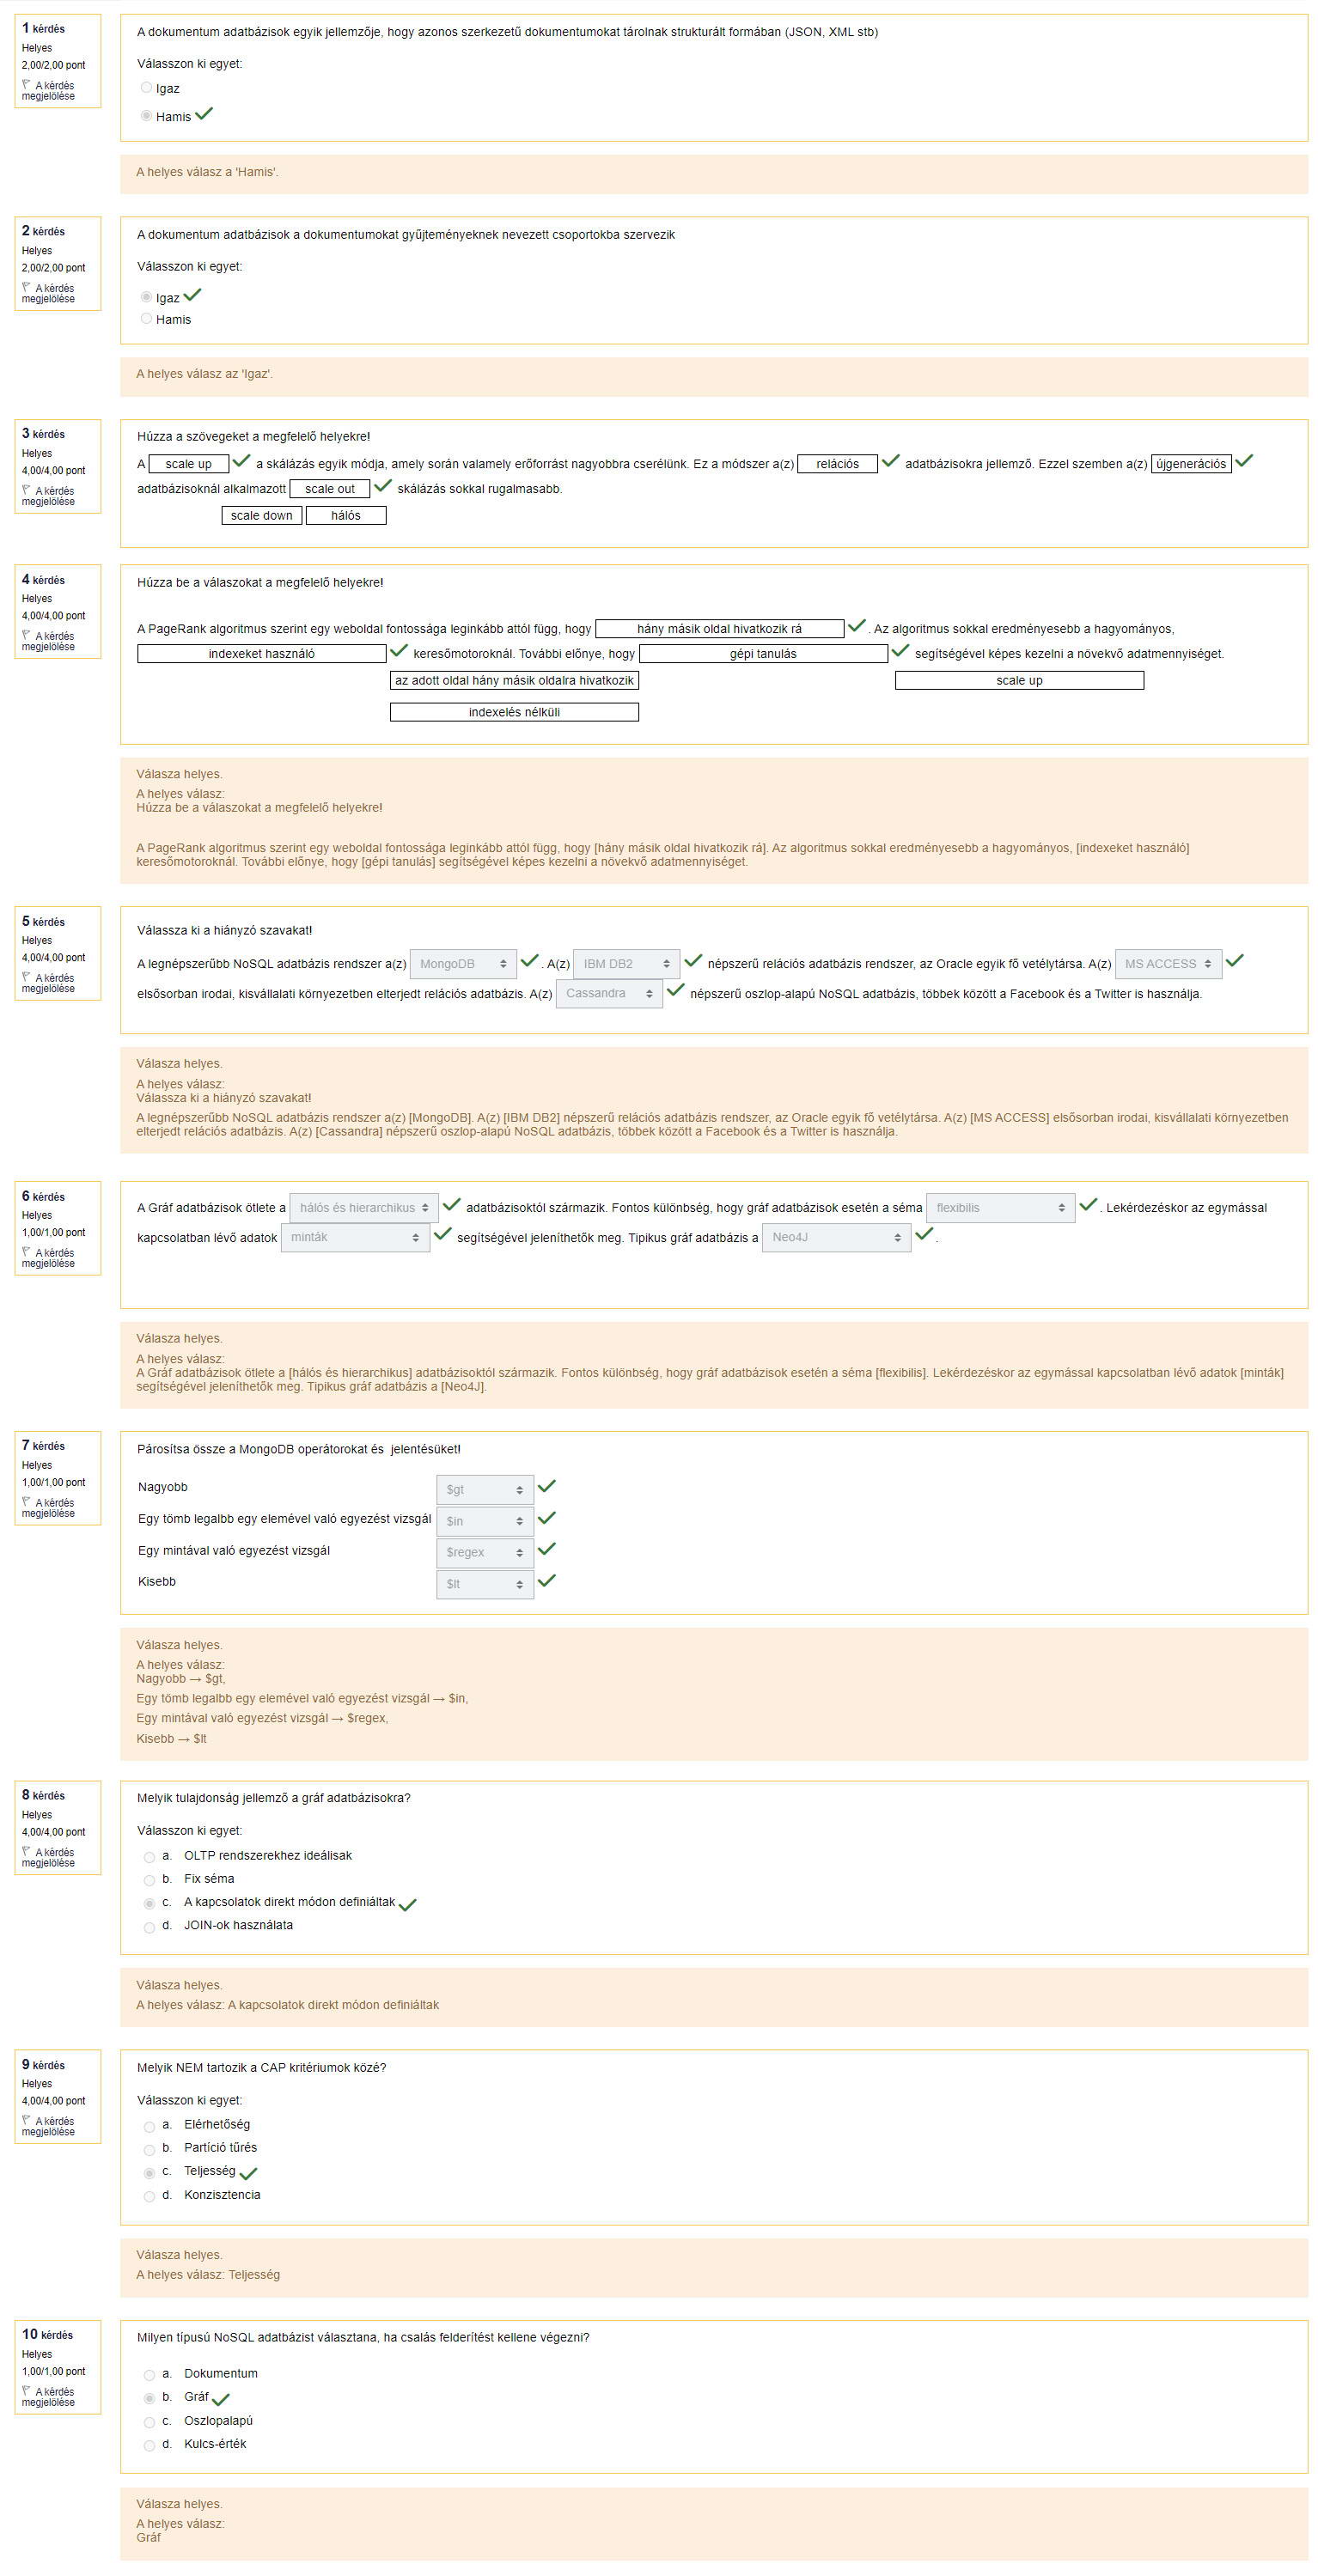 1 kérdés
Helyes
2,00/2,00 pont
A kérdés
megjelölése
A dokumentum adatbázisok egyik jellemzője, hogy azonos szerkezetű dokumentumokat tárolnak strukturált formában (JSON, XML stb)
Válasszon ki egyet:
Igaz
Hamis
A helyes válasz a 'Hamis'.
2 kérdés
Helyes
2,00/2,00 pont
A kérdés
megjelölése
A dokumentum adatbázisok a dokumentumokat gyűjteményeknek nevezett csoportokba szervezik
Válasszon ki egyet:
Igaz
Hamis
A helyes válasz az 'Igaz'.
3 kérdés
Helyes
4,00/4,00 pont
A kérdés
megjelölése
Húzza a szövegeket a megfelelő helyekre!
A scale up a skálázás egyik módja, amely során valamely erőforrást nagyobbra cserélünk. Ez a módszer a(z) relációs adatbázisokra jellemző. Ezzel szemben a(z) újgenerációs
adatbázisoknál alkalmazott scale out skálázás sokkal rugalmasabb.
scale down hálós
4 kérdés
Helyes
4,00/4,00 pont
A kérdés
megjelölése
Húzza be a válaszokat a megfelelő helyekre!
A PageRank algoritmus szerint egy weboldal fontossága leginkább attól függ, hogy hány másik oldal hivatkozik rá . Az algoritmus sokkal eredményesebb a hagyományos,
indexeket használó keresőmotoroknál. További előnye, hogy gépi tanulás segítségével képes kezelni a növekvő adatmennyiséget.
az adott oldal hány másik oldalra hivatkozik scale up
indexelés nélküli
Válasza helyes.
A helyes válasz:
Húzza be a válaszokat a megfelelő helyekre!
A PageRank algoritmus szerint egy weboldal fontossága leginkább attól függ, hogy [hány másik oldal hivatkozik rá]. Az algoritmus sokkal eredményesebb a hagyományos, [indexeket használó]
keresőmotoroknál. További előnye, hogy [gépi tanulás] segítségével képes kezelni a növekvő adatmennyiséget.
5 kérdés
Helyes
4,00/4,00 pont
A kérdés
megjelölése
Válassza ki a hiányzó szavakat!
A legnépszerűbb NoSQL adatbázis rendszer a(z) MongoDB . A(z) IBM DB2 népszerű relációs adatbázis rendszer, az Oracle egyik fő vetélytársa. A(z) MS ACCESS
elsősorban irodai, kisvállalati környezetben elterjedt relációs adatbázis. A(z) Cassandra népszerű oszlop-alapú NoSQL adatbázis, többek között a Facebook és a Twitter is használja.
Válasza helyes.
A helyes válasz:
Válassza ki a hiányzó szavakat!
A legnépszerűbb NoSQL adatbázis rendszer a(z) [MongoDB]. A(z) [IBM DB2] népszerű relációs adatbázis rendszer, az Oracle egyik fő vetélytársa. A(z) [MS ACCESS] elsősorban irodai, kisvállalati környezetben
elterjedt relációs adatbázis. A(z) [Cassandra] népszerű oszlop-alapú NoSQL adatbázis, többek között a Facebook és a Twitter is használja.
6 kérdés
Helyes
1,00/1,00 pont
A kérdés
megjelölése
A Gráf adatbázisok ötlete a hálós és hierarchikus adatbázisoktól származik. Fontos különbség, hogy gráf adatbázisok esetén a séma flexibilis . Lekérdezéskor az egymással
kapcsolatban lévő adatok minták segítségével jeleníthetők meg. Tipikus gráf adatbázis a Neo4J .
Válasza helyes.
A helyes válasz:
A Gráf adatbázisok ötlete a [hálós és hierarchikus] adatbázisoktól származik. Fontos különbség, hogy gráf adatbázisok esetén a séma [flexibilis]. Lekérdezéskor az egymással kapcsolatban lévő adatok [minták]
segítségével jeleníthetők meg. Tipikus gráf adatbázis a [Neo4J].
7 kérdés
Helyes
1,00/1,00 pont
A kérdés
megjelölése
Párosítsa össze a MongoDB operátorokat és jelentésüket!
Nagyobb $gt
Egy tömb legalbb egy elemével való egyezést vizsgál $in
Egy mintával való egyezést vizsgál $regex
Kisebb $lt
Válasza helyes.
A helyes válasz:
Nagyobb → $gt,
Egy tömb legalbb egy elemével való egyezést vizsgál → $in,
Egy mintával való egyezést vizsgál → $regex,
Kisebb → $lt
8 kérdés
Helyes
4,00/4,00 pont
A kérdés
megjelölése
Melyik tulajdonság jellemző a gráf adatbázisokra?
Válasszon ki egyet:
a. OLTP rendszerekhez ideálisak
b. Fix séma
c. A kapcsolatok direkt módon definiáltak
d. JOIN-ok használata
Válasza helyes.
A helyes válasz: A kapcsolatok direkt módon definiáltak
9 kérdés
Helyes
4,00/4,00 pont
A kérdés
megjelölése
Melyik NEM tartozik a CAP kritériumok közé?
Válasszon ki egyet:
a. Elérhetőség
b. Partíció tűrés
c. Teljesség
d. Konzisztencia
Válasza helyes.
A helyes válasz: Teljesség
10 kérdés
Helyes
1,00/1,00 pont
A kérdés
megjelölése
Milyen típusú NoSQL adatbázist választana, ha csalás felderítést kellene végezni?
a. Dokumentum
b. Gráf
c. Oszlopalapú
d. Kulcs-érték
Válasza helyes.
A helyes válasz:
Gráf